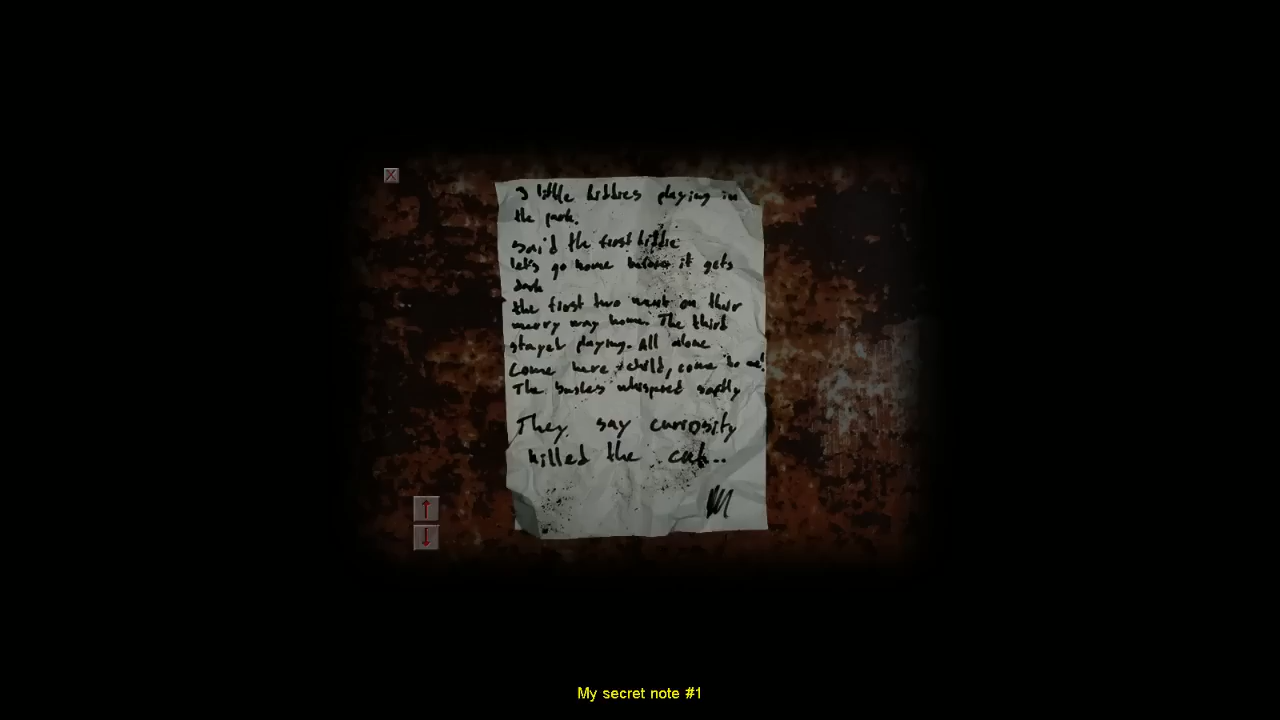 3 little kiddies playing in
the park.
said the first kiddie
let's go home before it gets
dark
the first two went on their
merry way home. The third
stayed playing. All alone
Come here child, come to me!
The bushes whispered softly
They say curiosity
killed the cat...
X
My secret note #1